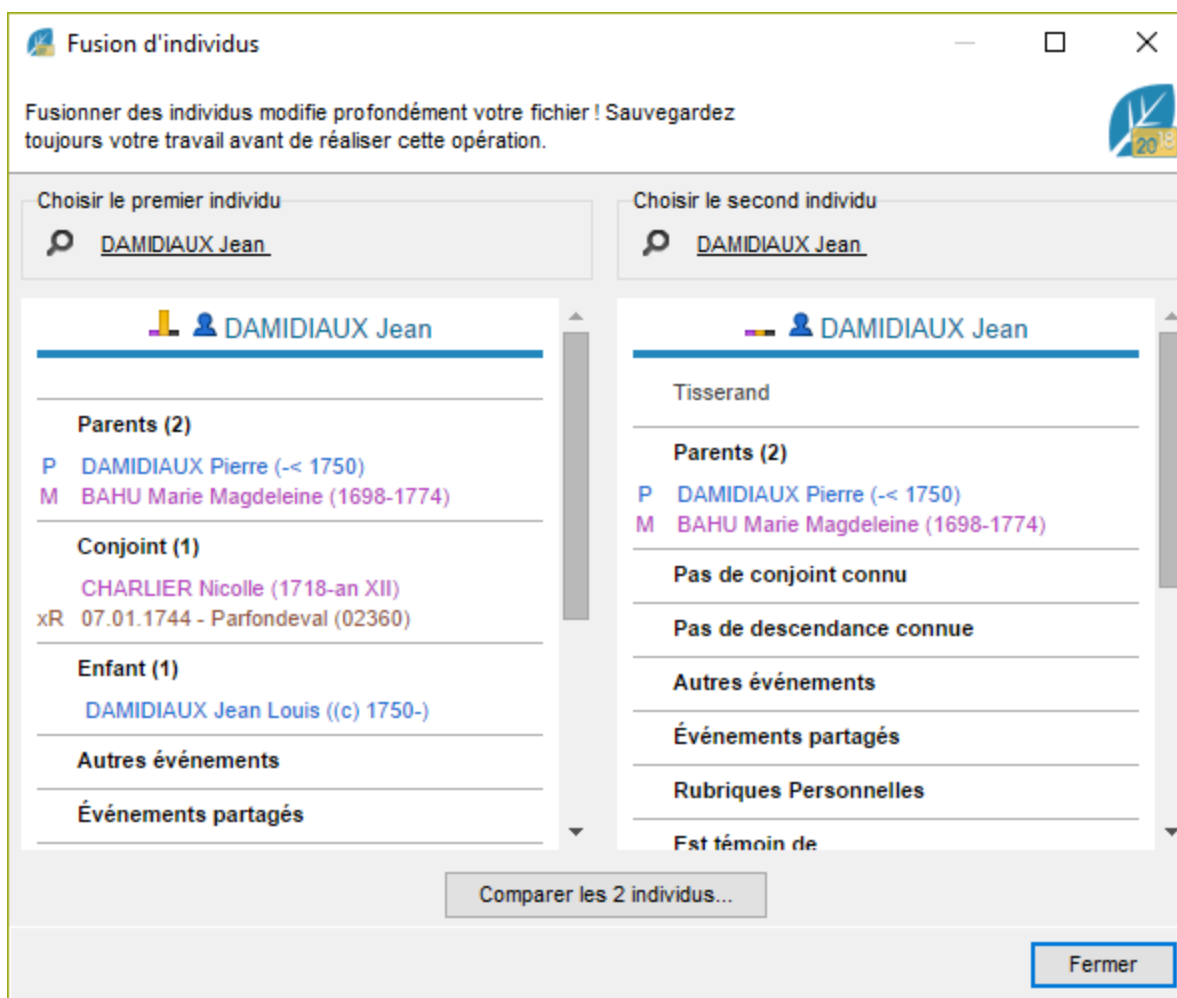 Fusion d'individus
Fusionner des individus modifie profondément votre fichier ! Sauvegardez
toujours votre travail avant de réaliser cette opération.
2018
Choisir le premier individu
DAMIDIAUX Jean
DAMIDIAUX Jean
Parents (2)
P DAMIDIAUX Pierre (-< 1750)
M BAHU Marie Magdeleine (1698-1774)
Conjoint (1)
CHARLIER Nicolle (1718-an XII)
xR 07.01.1744 - Parfondeval (02360)
Enfant (1)
DAMIDIAUX Jean Louis ((c) 1750-)
Autres événements
Événements partagés
Choisir le second individu
DAMIDIAUX Jean
DAMIDIAUX Jean
Tisserand
Parents (2)
P DAMIDIAUX Pierre (-< 1750)
M BAHU Marie Magdeleine (1698-1774)
Pas de conjoint connu
Pas de descendance connue
Autres événements
Événements partagés
Rubriques Personnelles
Est témoin de
Comparer les 2 individus...
Fermer